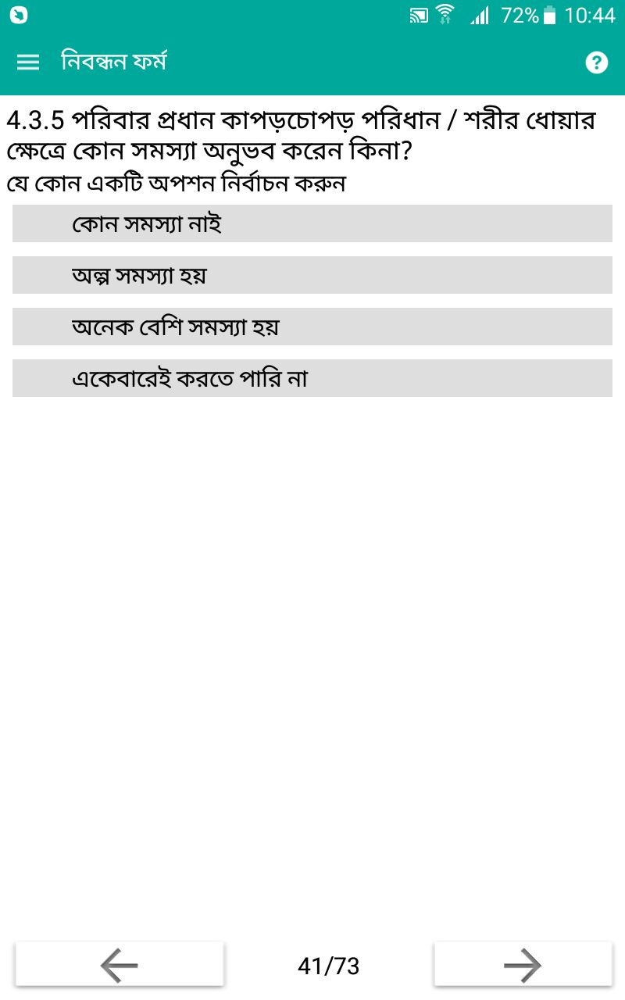 72% 10:44
নিবন্ধন ফর্ম ?
4.3.5 পরিবার প্রধান কাপড়চোপড় পরিধান / শরীর ধোয়ার
ক্ষেত্রে কোন সমস্যা অনুভব করেন কিনা?
যে কোন একটি অপশন নির্বাচন করুন
কোন সমস্যা নাই
অল্প সমস্যা হয়
অনেক বেশি সমস্যা হয়
একেবারেই করতে পারি না
41/73